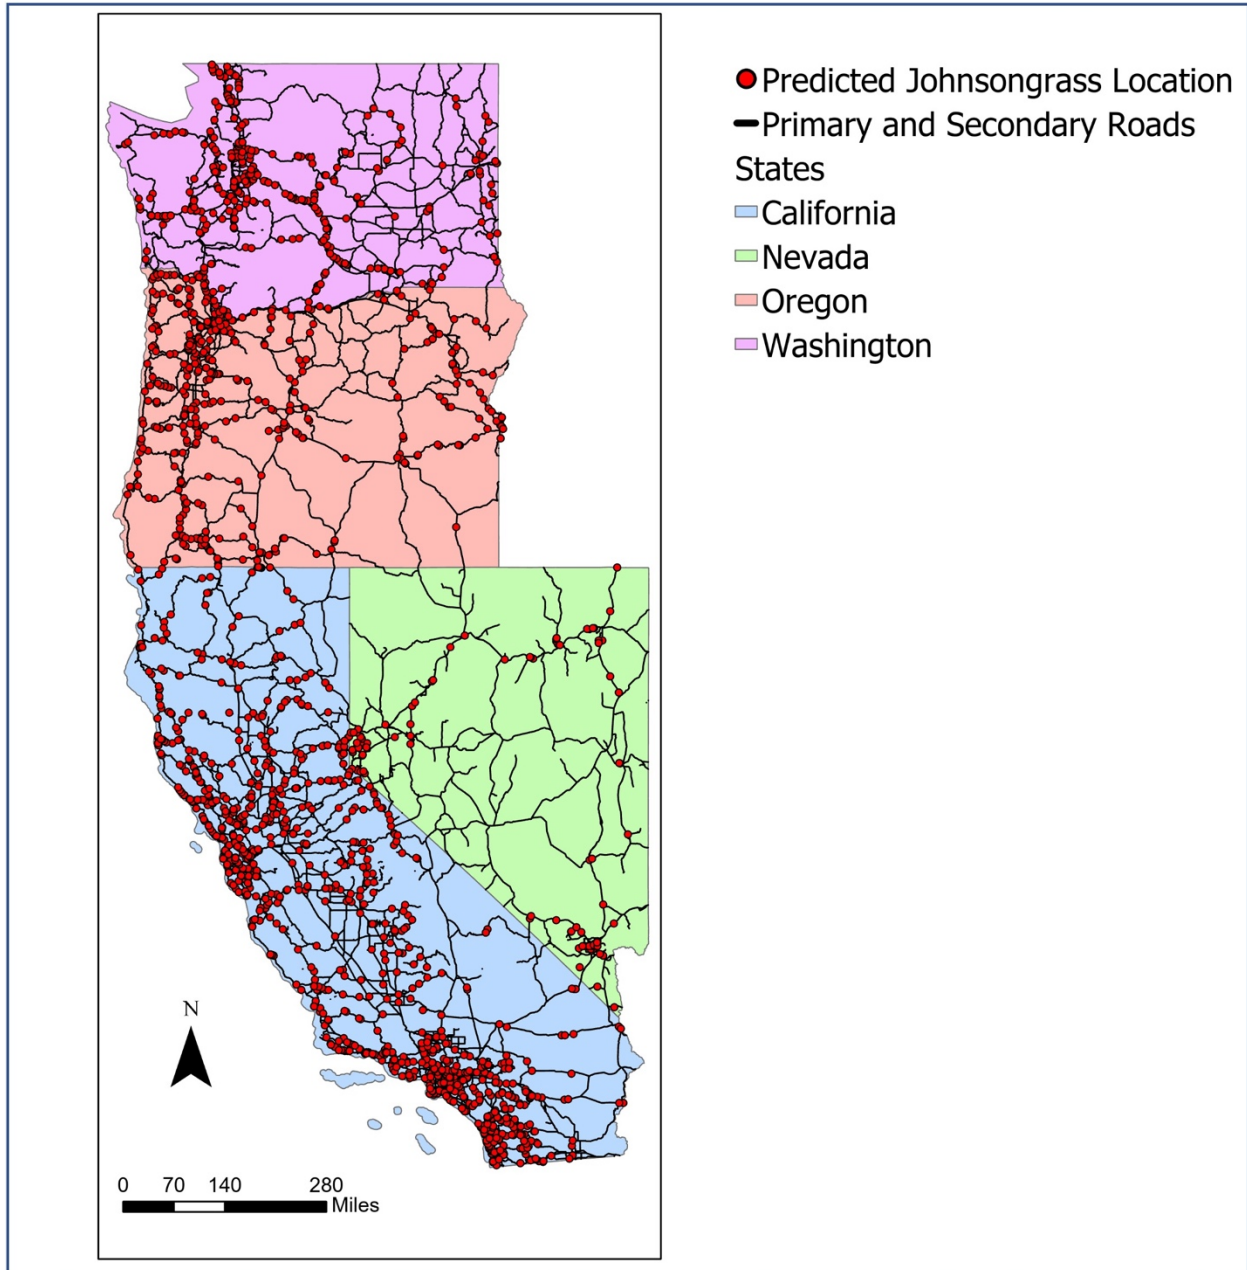 Predicted Johnsongrass Location
Primary and Secondary Roads
States
California
Nevada
Oregon
Washington
N
0 70 140 280
Miles